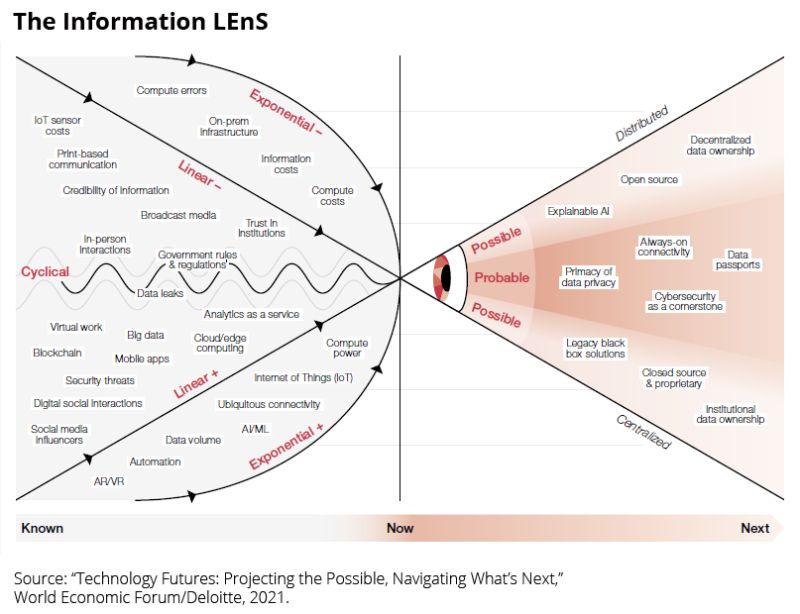 The Information LEnS
Compute errors
Exponential –
IoT sensor
costs
On-prem
Infrastructure
Distributed
Print-based
communication
Linear –
Information
costs
Decentralized
data ownership
Credibility of Information
Compute
costs
Open source
Broadcast media
Explainable AI
Trust in
Institutions
In-person
Interactions
Possible
Always-on
connectivity
Government rules
& regulations
Data
passports
Cyclical
Probable
Primacy of
data privacy
Data leaks
Cybersecurity
as a cornerstone
Analytics as a service
Possible
Virtual work
Big data
Cloud/edge
computing
Compute
power
Legacy black
box solutions
Blockchain
Mobile apps
Security threats
Linear +
Internet of Things (IoT)
Closed source
& proprietary
Digital social interactions
Ubiquitous connectivity
Institutional
data ownership
Social media
Influencers
AI/ML
Centralized
Data volume
Exponential +
Automation
AR/VR
Known
Now
Next
Source: “Technology Futures: Projecting the Possible, Navigating What’s Next,”
World Economic Forum/Deloitte, 2021.